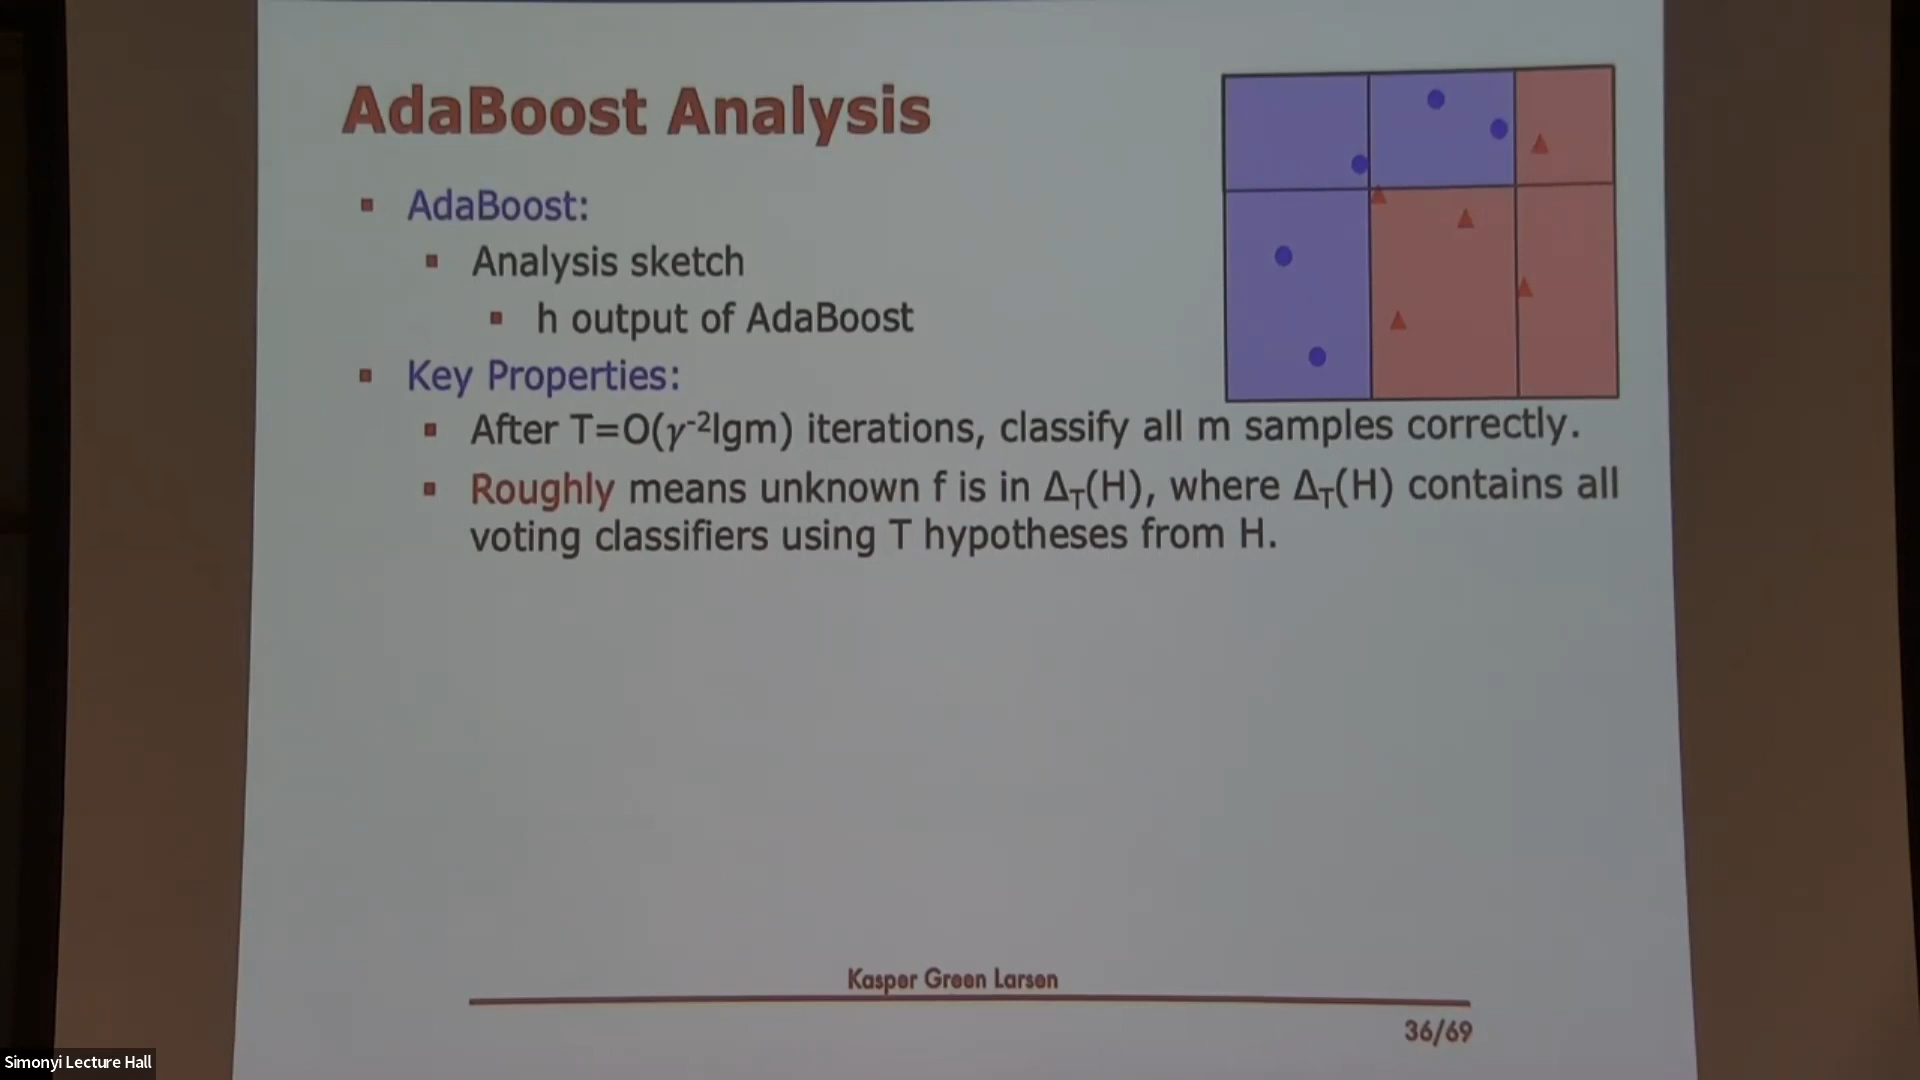 AdaBoost Analysis
AdaBoost:
Analysis sketch
h output of AdaBoost
Key Properties:
After T=O(γ⁻²lgm) iterations, classify all m samples correctly.
Roughly means unknown f is in Δ_T(H), where Δ_T(H) contains all
voting classifiers using T hypotheses from H.
Kasper Green Larsen
36/69
Simonyi Lecture Hall